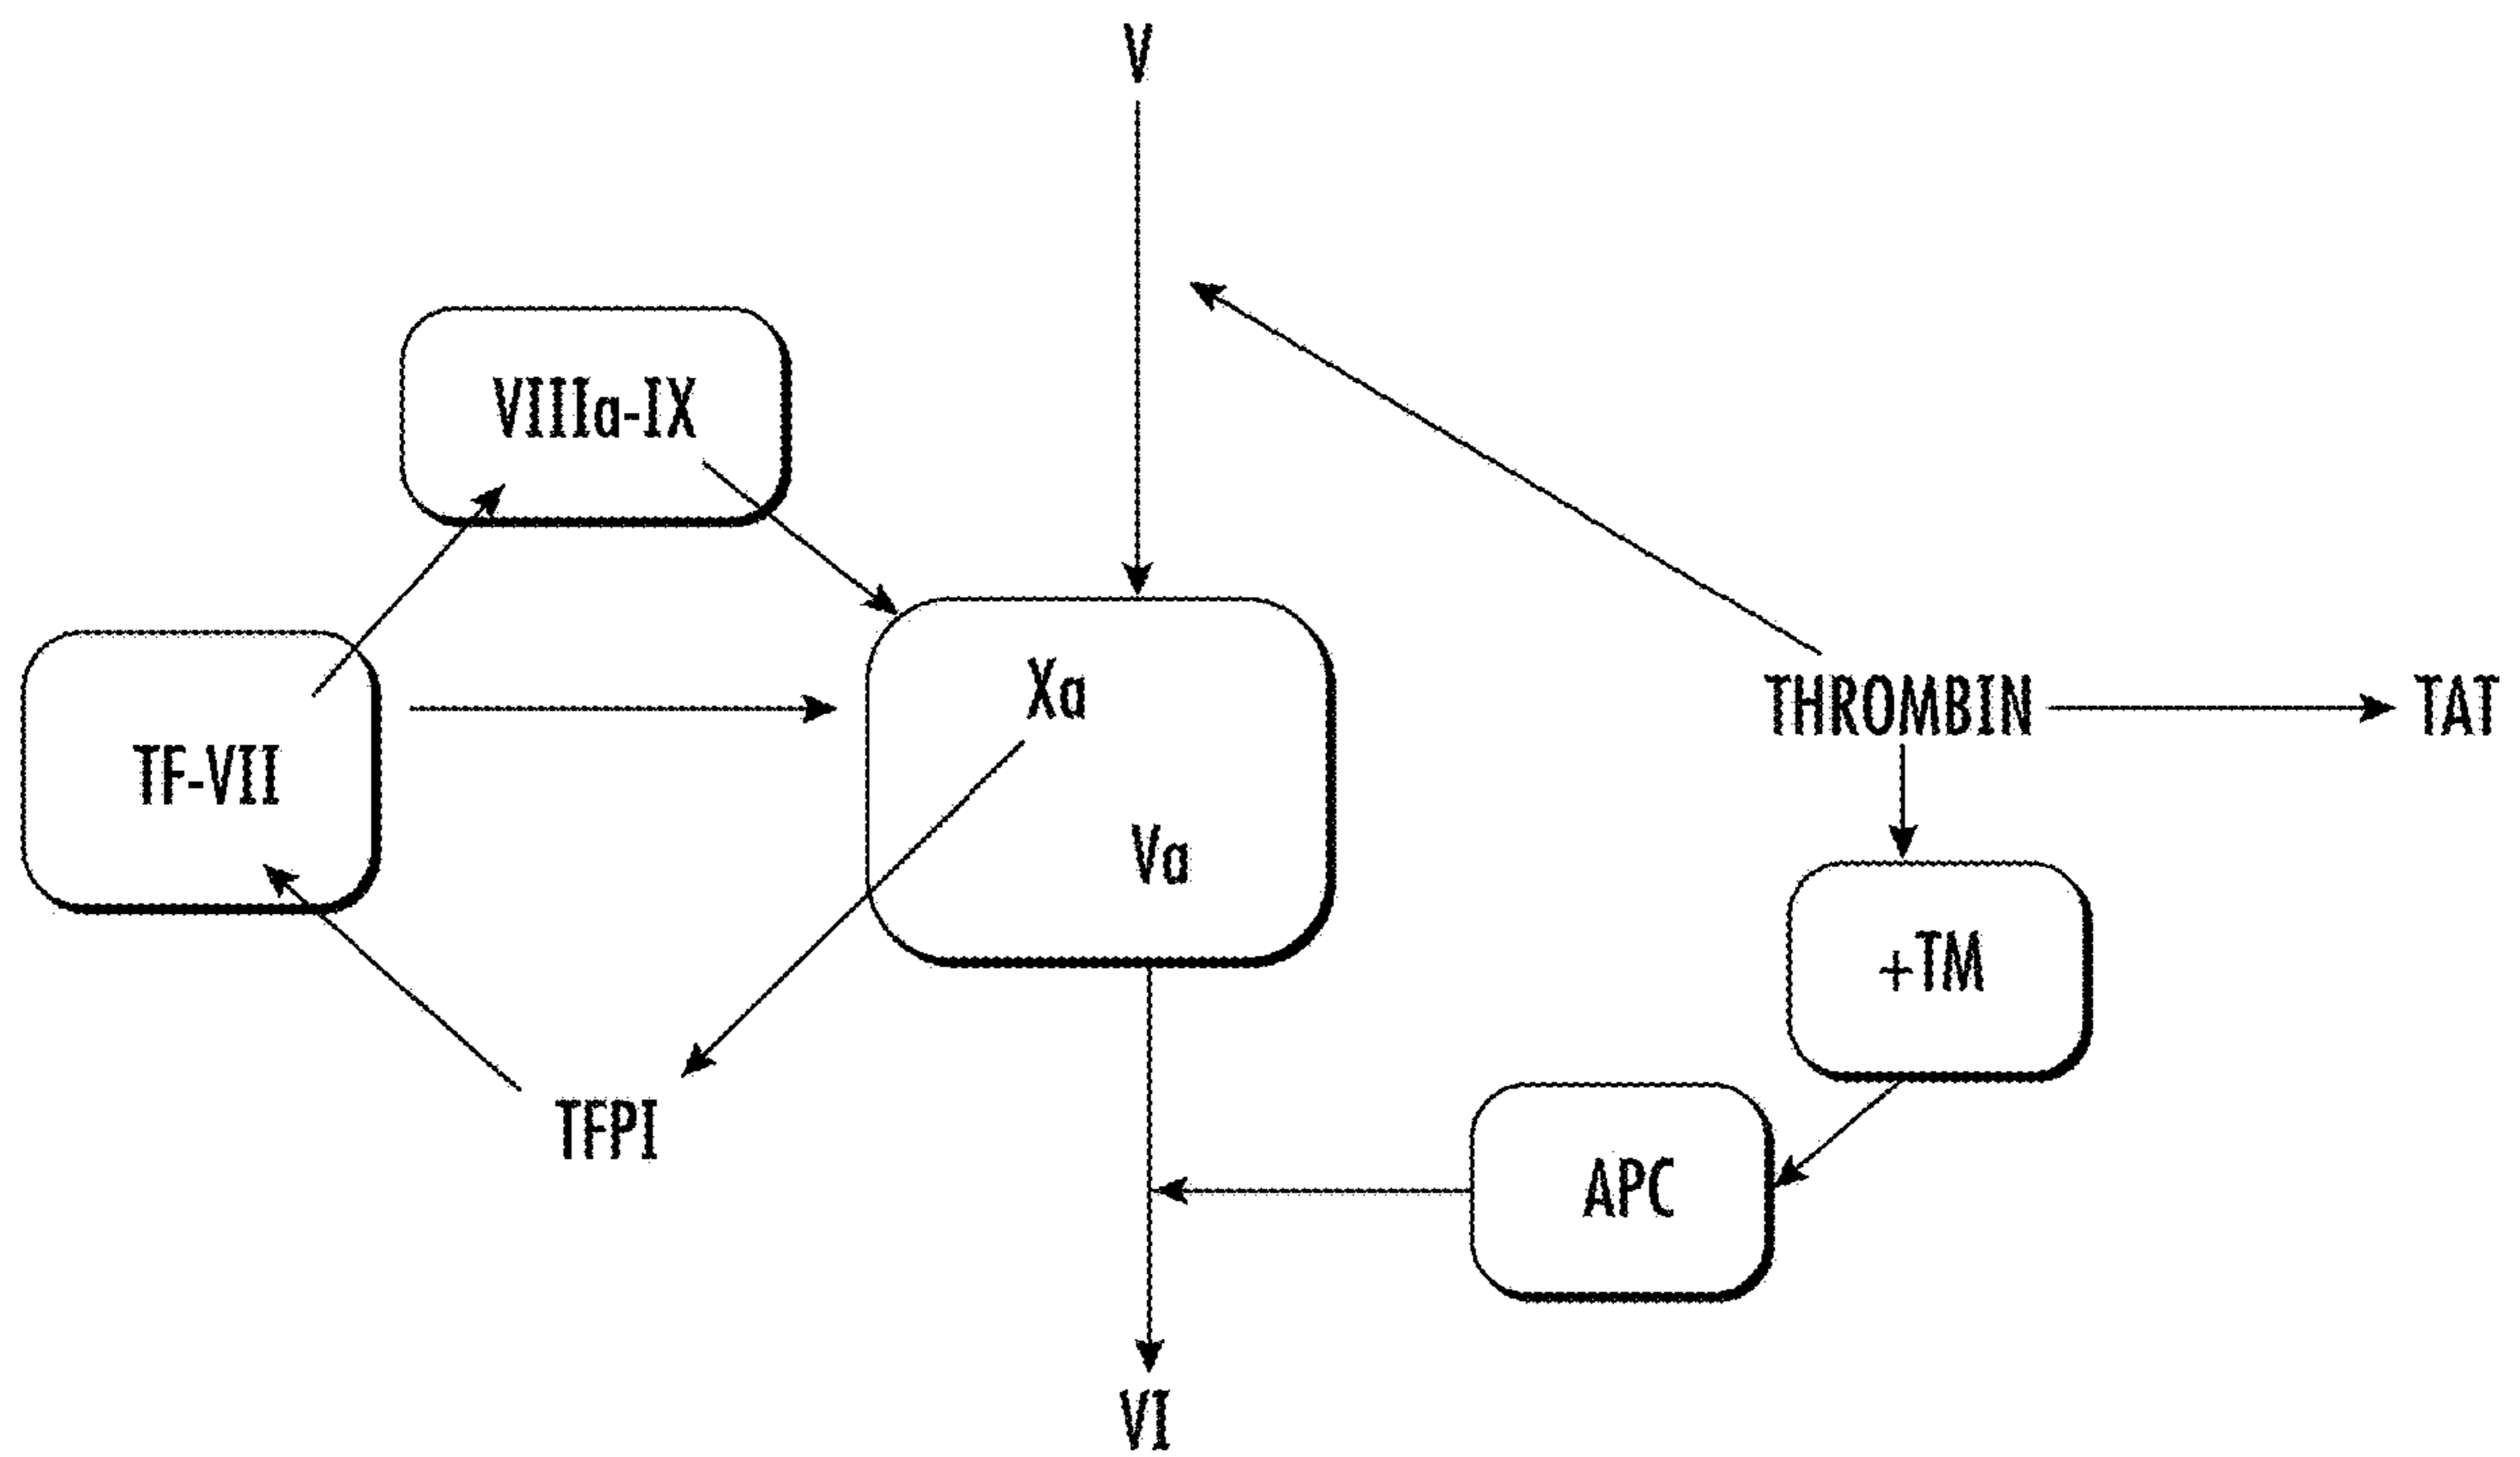 V
VIIIa-IX
Xa
THROMBIN
TAT
TF-VII
Va
+TM
TFPI
APC
VI